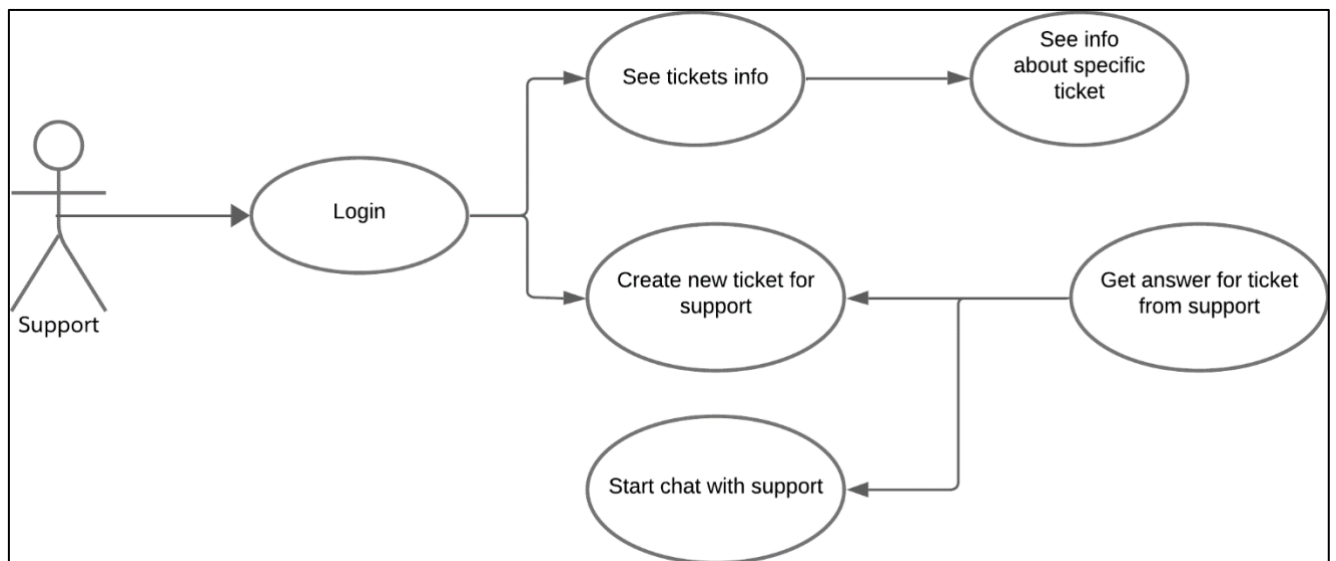 See tickets info
See info
about specific
ticket
Login
Support
Create new ticket for
support
Get answer for ticket
from support
Start chat with support